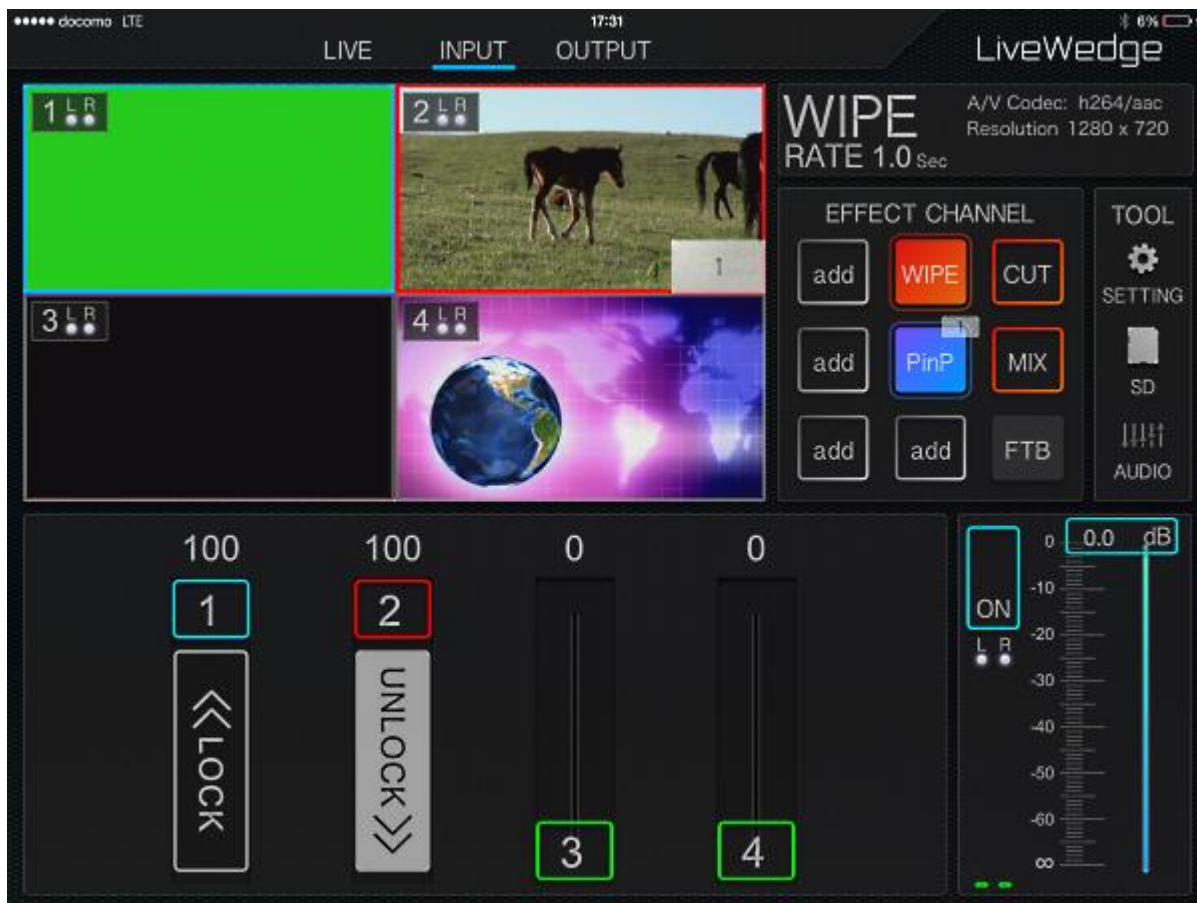 docomo LTE 17:31 6%
LIVE INPUT OUTPUT LiveWedge
1 L R
2 L R
1
3 L R
4 L R
WIPE
RATE 1.0 Sec
A/V Codec: h264/aac
Resolution 1280 x 720
EFFECT CHANNEL
add WIPE CUT
1
add PinP MIX
add add FTB
TOOL
SETTING
SD
AUDIO
100 100 0 0
1 2
<<LOCK
UNLOCK>>
3 4
0.0 dB
ON
L R
0
-10
-20
-30
-40
-50
-60
∞